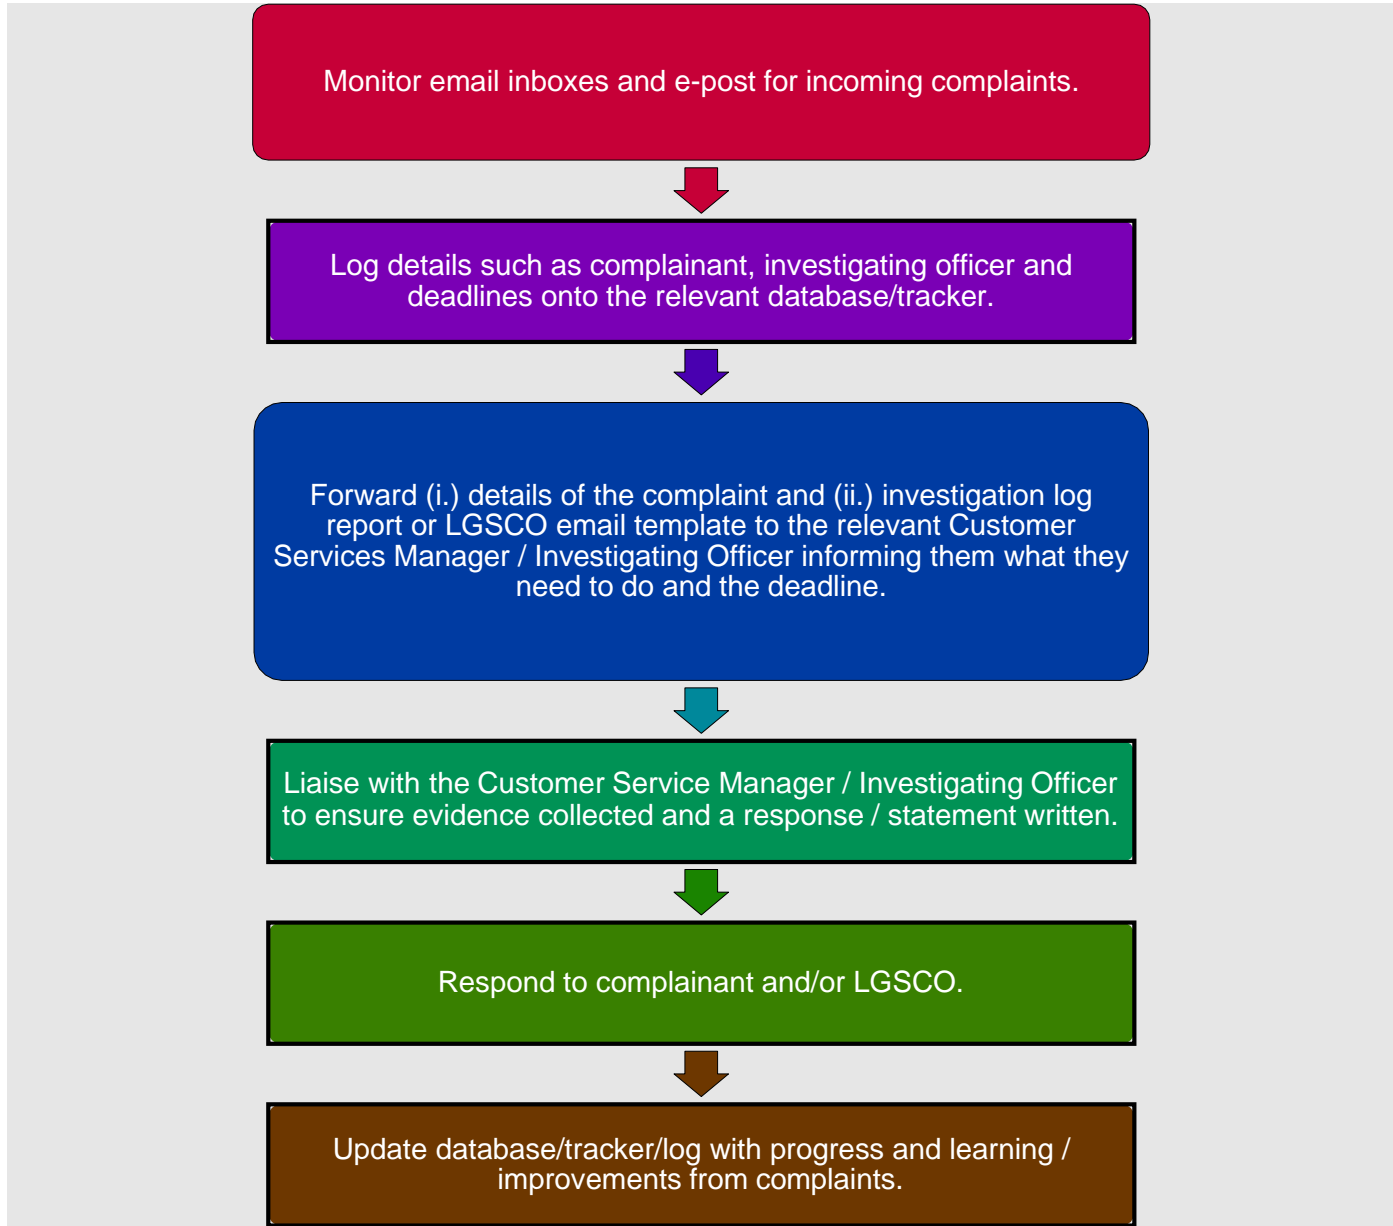 Monitor email inboxes and e-post for incoming complaints.
Log details such as complainant, investigating officer and
deadlines onto the relevant database/tracker.
Forward (i.) details of the complaint and (ii.) investigation log
report or LGSCO email template to the relevant Customer
Services Manager / Investigating Officer informing them what they
need to do and the deadline.
Liaise with the Customer Service Manager / Investigating Officer
to ensure evidence collected and a response / statement written.
Respond to complainant and/or LGSCO.
Update database/tracker/log with progress and learning /
improvements from complaints.